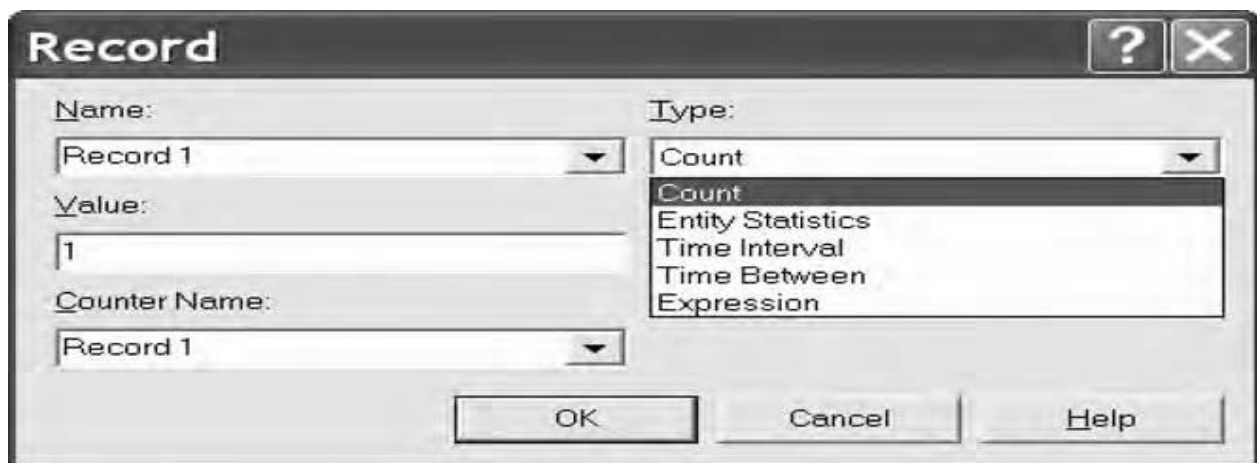 Record
?
Name:
Type:
Record 1
Count
Value:
Count
Entity Statistics
1
Time Interval
Time Between
Counter Name:
Expression
Record 1
OK
Cancel
Help